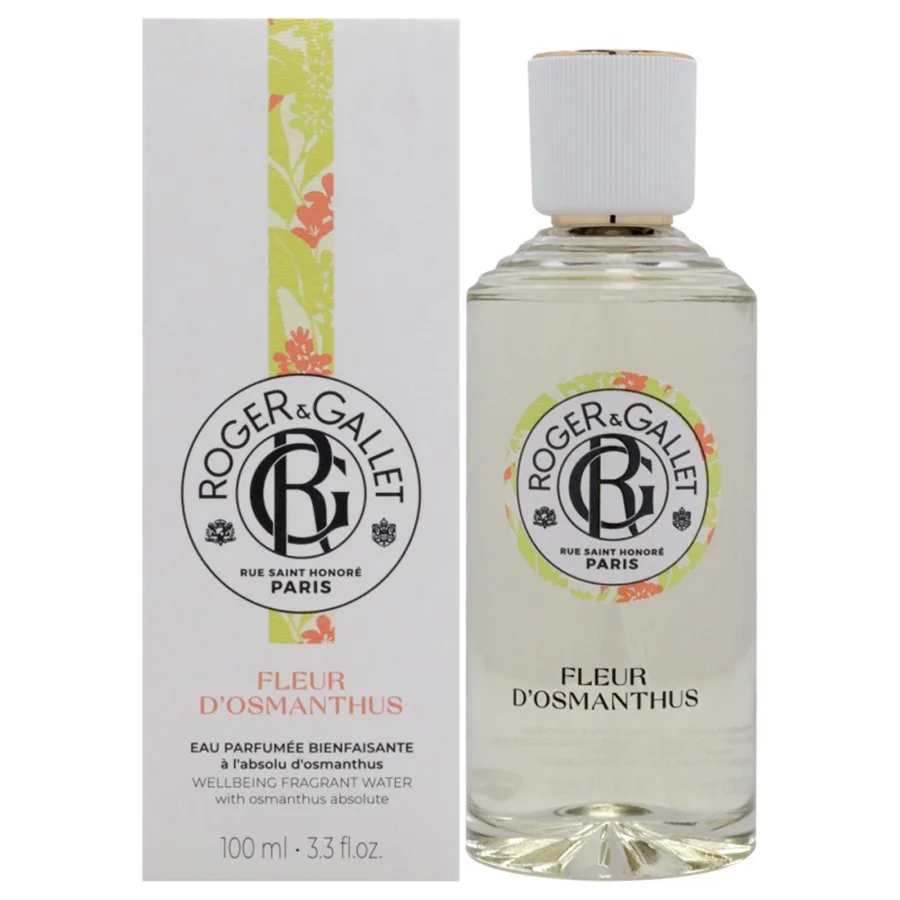 ROGER & GALLET
RG
RUE SAINT HONORÉ
PARIS
FLEUR
D'OSMANTHUS
EAU PARFUMÉE BIENFAISANTE
à l'absolu d'osmanthus
WELLBEING FRAGRANT WATER
with osmanthus absolute
100 ml • 3.3 fl.oz.
ROGER & GALLET
RG
RUE SAINT HONORÉ
PARIS
FLEUR
D'OSMANTHUS